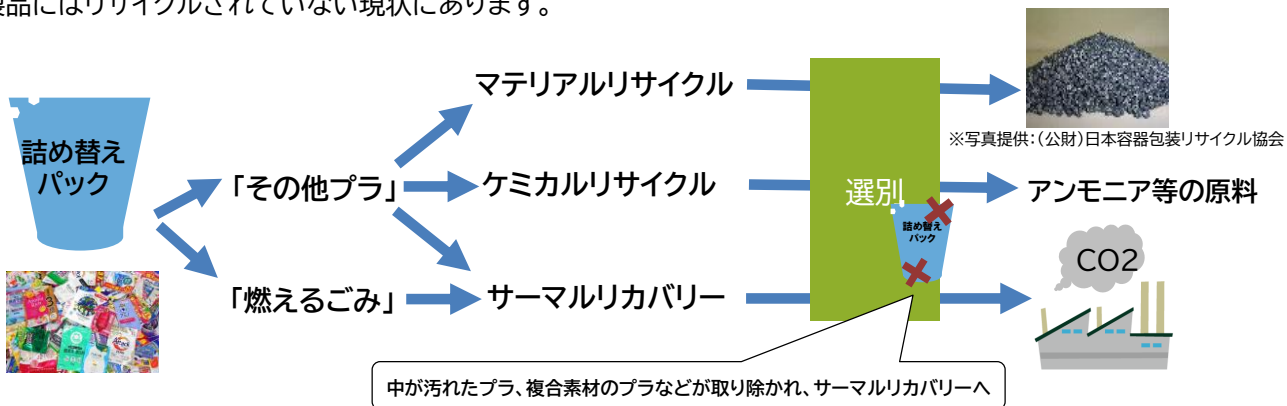 製品にはリサイクルされていない現状にあります。
詰め替え
パック
「その他プラ」
「燃えるごみ」
マテリアルリサイクル
ケミカルリサイクル
サーマルリカバリー
選別
詰め替え
パック
※写真提供:(公財)日本容器包装リサイクル協会
アンモニア等の原料
CO2
中が汚れたプラ、複合素材のプラなどが取り除かれ、サーマルリカバリーへ